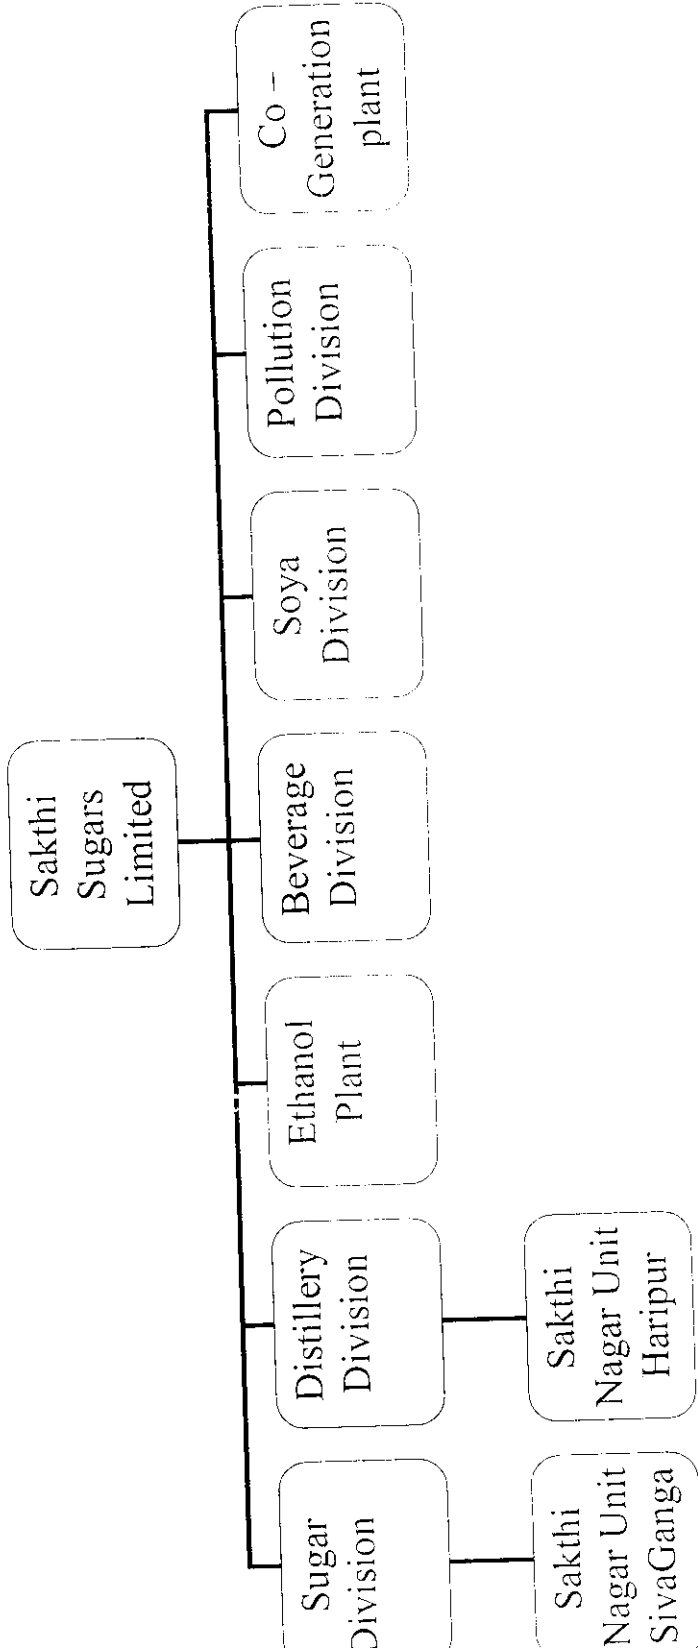 Sakthi
Sugars
Limited
Sugar
Division
Distillery
Division
Ethanol
Plant
Beverage
Division
Soya
Division
Pollution
Division
Co –
Generation
plant
Sakthi
Nagar Unit
SivaGanga
Sakthi
Nagar Unit
Haripur